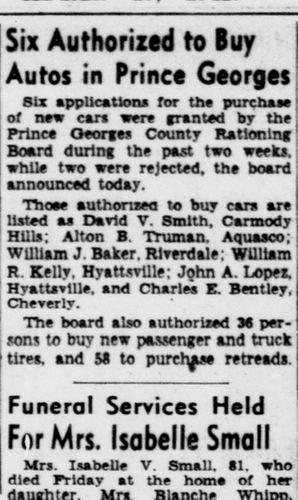 Six Authorized to Buy
Autos in Prince Georges
Six applications for the purchase
of new cars were granted by the
Prince Georges County Rationing
Board during the past two weeks,
while two were rejected, the board
announced today.
Those authorized to buy cars are
listed as David V. Smith, Carmody
Hills; Alton B. Truman, Aquasco;
William J. Baker, Riverdale; William
R. Kelly, Hyattsville; John A. Lopez,
Hyattsville, and Charles E. Bentley,
Cheverly.
The board also authorized 36 per-
sons to buy new passenger and truck
tires, and 58 to purchase retreads.
Funeral Services Held
For Mrs. Isabelle Small
Mrs. Isabelle V. Small, 81, who
died Friday at the home of her
daughter, Mrs. Blanche Whipp,